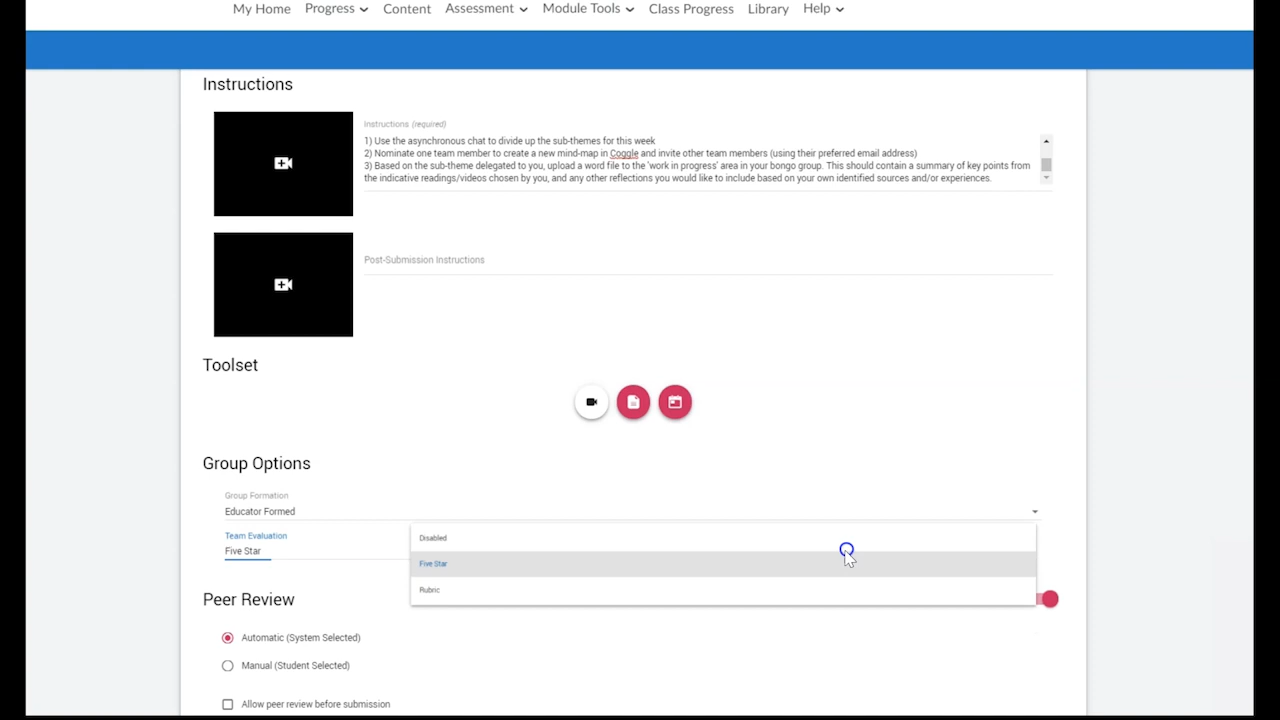 My Home Progress Content Assessment Module Tools Class Progress Library Help
Instructions
Instructions (required)
1) Use the asynchronous chat to divide up the sub-themes for this week
2) Nominate one team member to create a new mind-map in Coggle and invite other team members (using their preferred email address)
3) Based on the sub-theme delegated to you, upload a word file to the 'work in progress' area in your bongo group. This should contain a summary of key points from
the indicative readings/videos chosen by you, and any other reflections you would like to include based on your own identified sources and/or experiences.
Post-Submission Instructions
Toolset
Group Options
Group Formation
Educator Formed
Team Evaluation
Five Star
Disabled
Five Star
Rubric
Peer Review
Automatic (System Selected)
Manual (Student Selected)
Allow peer review before submission